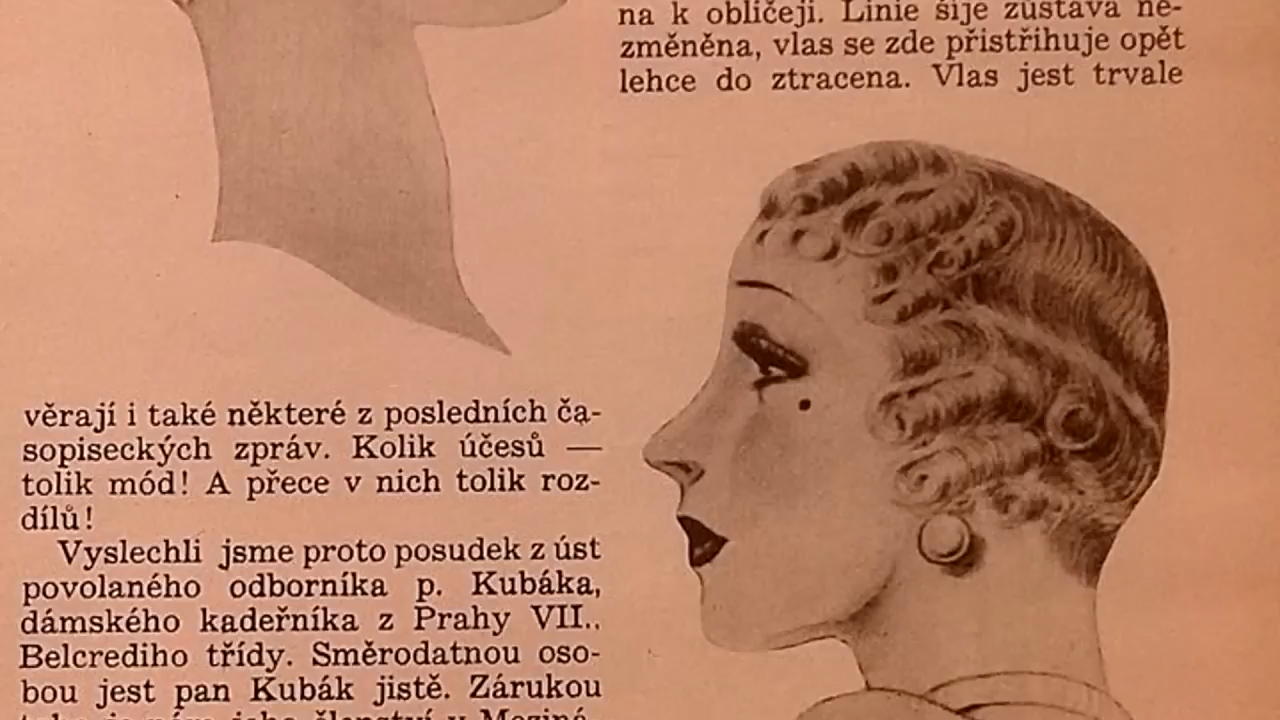 věrají i také některé z posledních ča-
sopiseckých zpráv. Kolik účesů —
tolik mód! A přece v nich tolik roz-
dílů!
Vyslechli jsme proto posudek z úst
povolaného odborníka p. Kubáka,
dámského kadeřníka z Prahy VII.,
Belcrediho třídy. Směrodatnou oso-
bou jest pan Kubák jistě. Zárukou
na k obličeji. Linie šíje zůstává ne-
změněna, vlas se zde přistřihuje opět
lehce do ztracena. Vlas jest trvale